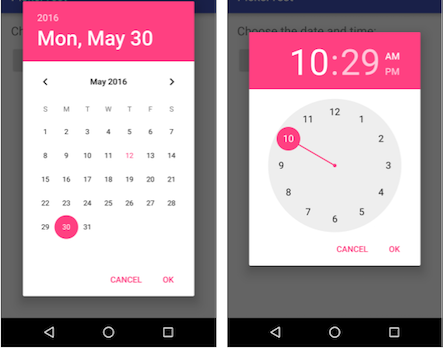 2016
Mon, May 30
May 2016
S M T W T F S
1 2 3 4 5 6 7
8 9 10 11 12 13 14
15 16 17 18 19 20 21
22 23 24 25 26 27 28
29 30 31
CANCEL OK
Choose the date and time:
10:29 AM
PM
12
11 1
10 2
9 3
8 4
7 5
6
CANCEL OK